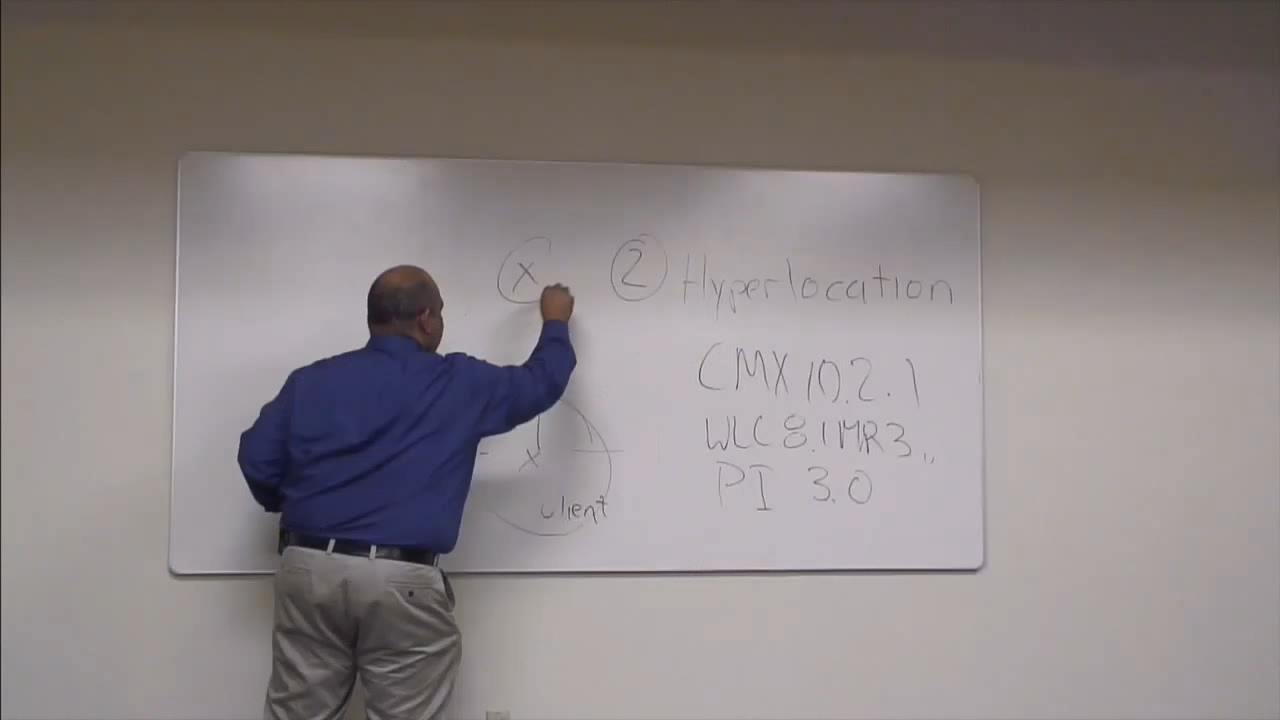 X
② Hyperlocation
CMX 10.2.1
WLC 8.1MR3
PI 3.0
X
client